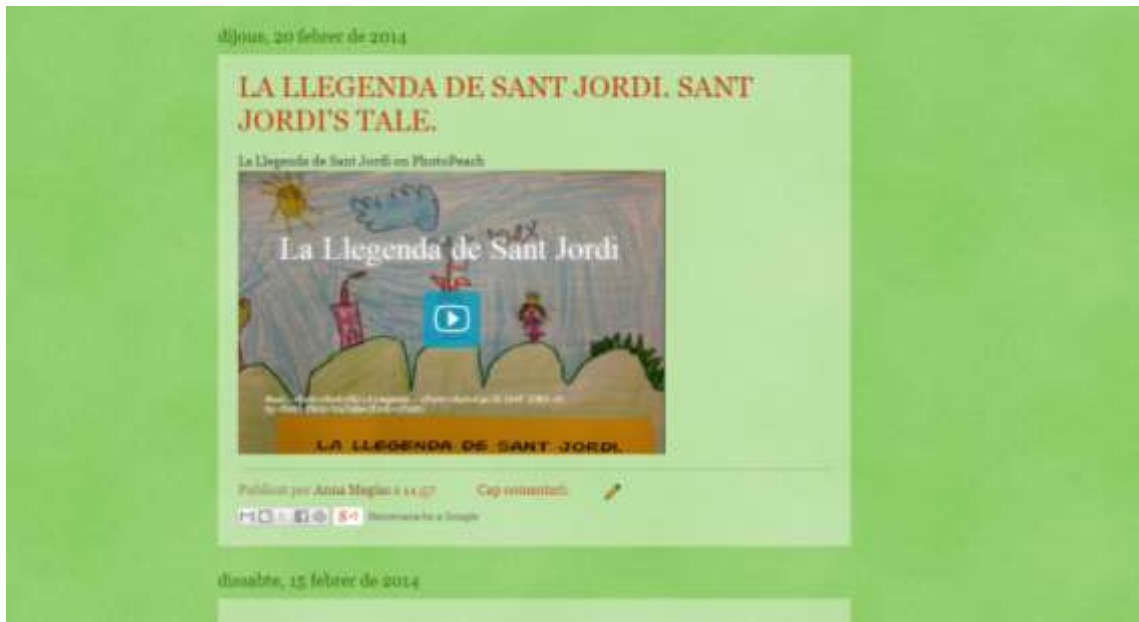 dijous, 20 febrer de 2014
LA LLEGENDA DE SANT JORDI. SANT
JORDI'S TALE.
La Llegenda de Sant Jordi on PhotoPeach
La Llegenda de Sant Jordi
LA LLEGENDA DE SANT JORDI.
Publicat por Anna Megias a 11:57 Cap comentari:
Recomana-ho a Google
dissabte, 15 febrer de 2014